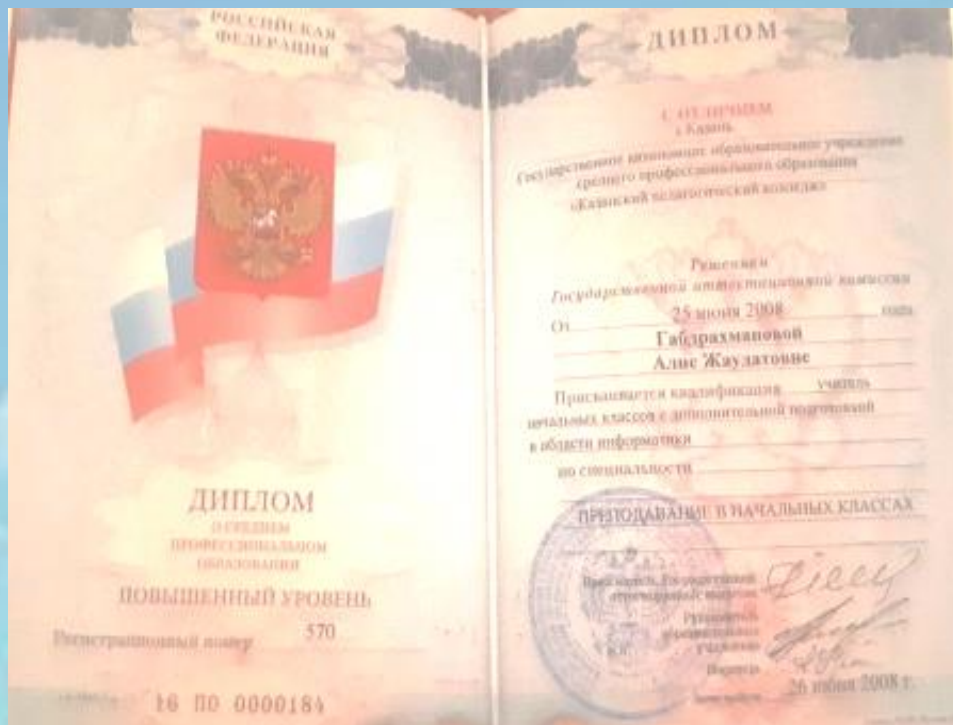 РОССИЙСКАЯ
ФЕДЕРАЦИЯ
ДИПЛОМ
О СРЕДНЕМ
ПРОФЕССИОНАЛЬНОМ
ОБРАЗОВАНИИ
ПОВЫШЕННЫЙ УРОВЕНЬ
Регистрационный номер 570
16 ПО 0000184
ДИПЛОМ
С ОТЛИЧИЕМ
г. Казань
Государственное автономное образовательное учреждение
среднего профессионального образования
«Казанский педагогический колледж»
Решением
Государственной аттестационной комиссии
От 25 июня 2008 года
Габдрахмановой
Алие Жаудатовне
Присваивается квалификация учитель
начальных классов с дополнительной подготовкой
в области информатики
по специальности
ПРЕПОДАВАНИЕ В НАЧАЛЬНЫХ КЛАССАХ
Председатель Государственной
аттестационной комиссии
Руководитель
образовательного
учреждения
26 июня 2008 г.